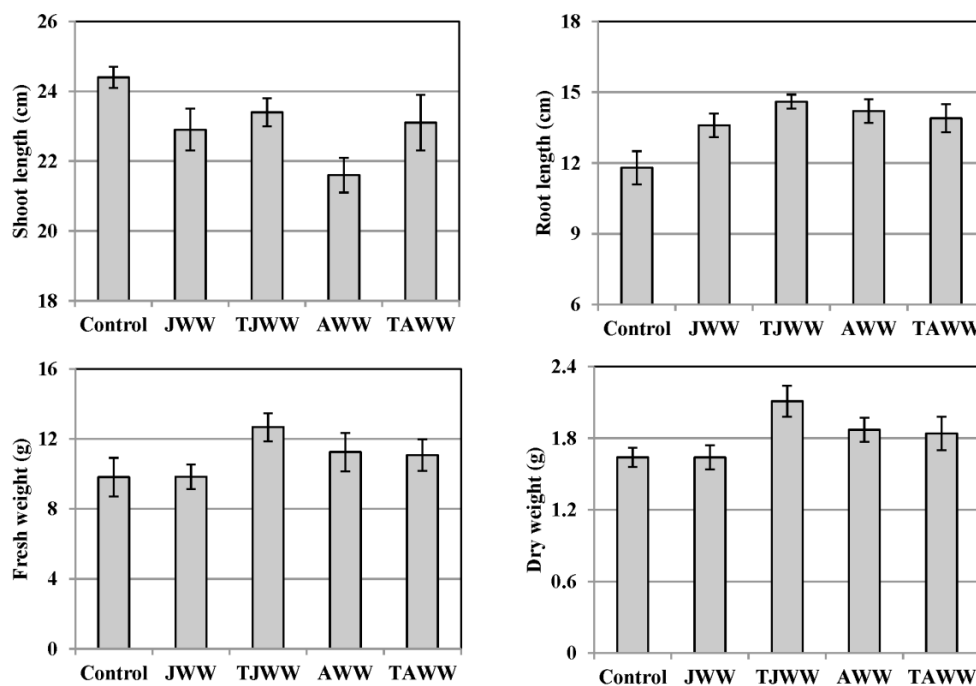 Shoot length (cm)
26
24
22
20
18
Control JWW TJWW AWW TAWW
Root length (cm)
18
15
12
9
6
Control JWW TJWW AWW TAWW
Fresh weight (g)
16
12
8
4
0
Control JWW TJWW AWW TAWW
Dry weight (g)
2.4
1.8
1.2
0.6
0
Control JWW TJWW AWW TAWW